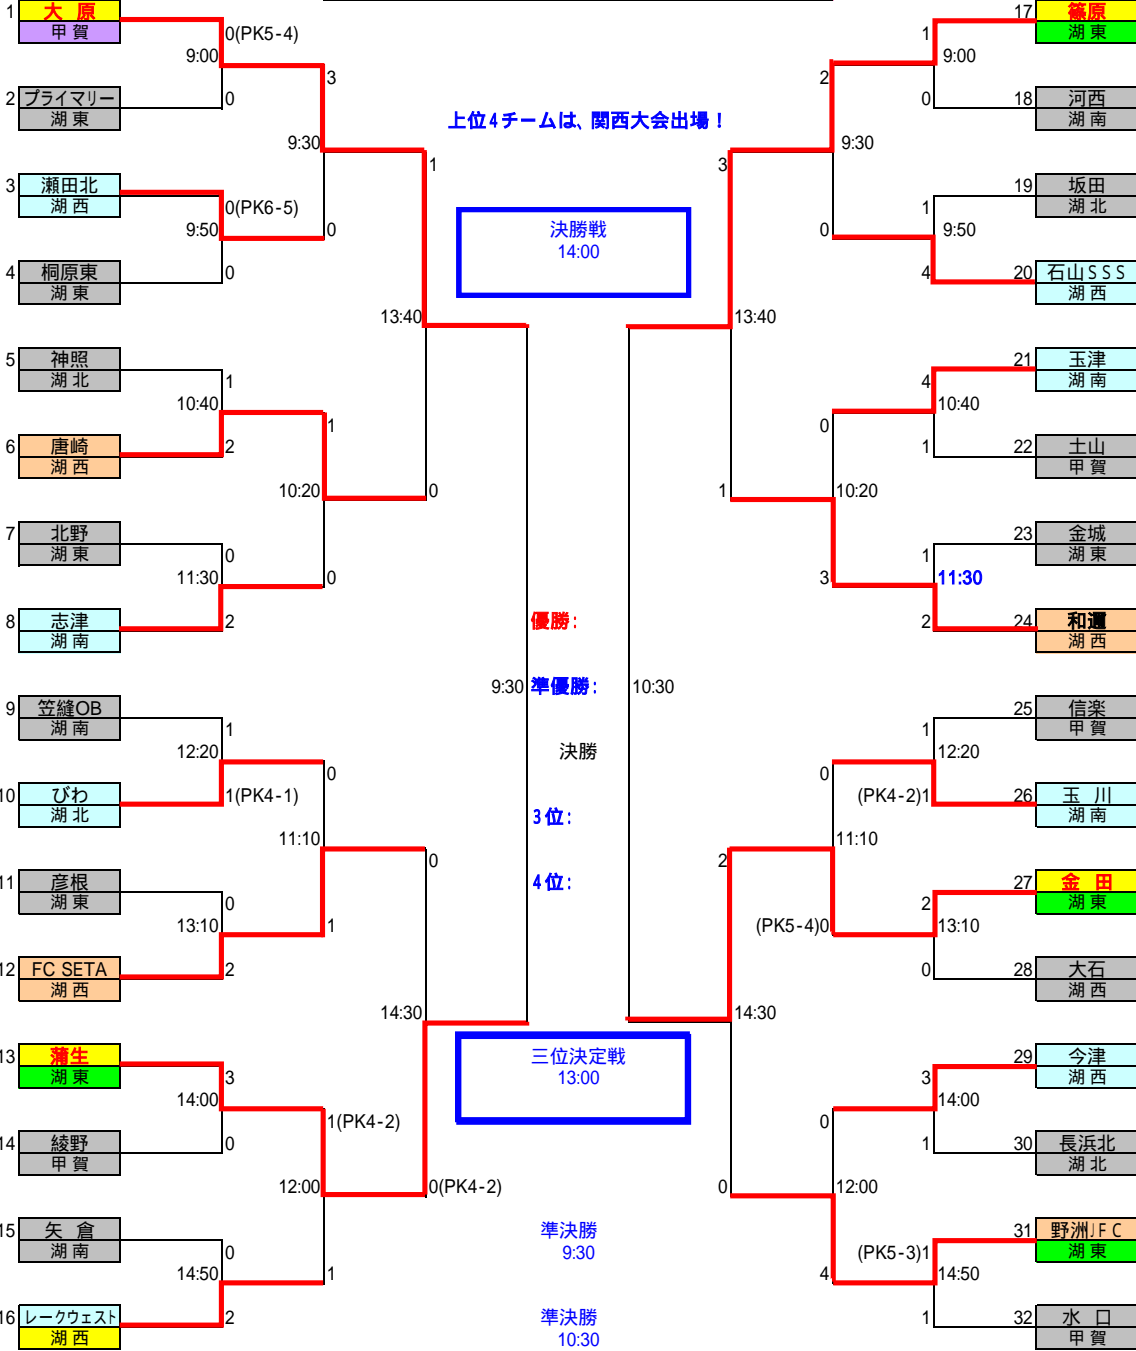 1 大 原
甲 賀
0(PK5-4)
9:00
2 プライマリー
湖 東
0
3
9:30
3 瀬田北
湖 西
0(PK6-5)
9:50
4 桐原東
湖 東
0
0
1
13:40
5 神照
湖 北
1
10:40
6 唐崎
湖 西
2
1
10:20
7 北野
湖 東
0
11:30
8 志津
湖 南
2
0
0
9 笠縫OB
湖 南
1
12:20
10 びわ
湖 北
1(PK4-1)
0
11:10
11 彦根
湖 東
0
13:10
12 FC SETA
湖 西
2
1
0
14:30
13 蒲生
湖 東
3
14:00
14 綾野
甲 賀
0
1(PK4-2)
12:00
15 矢 倉
湖 南
0
14:50
16 レークウェスト
湖 西
2
1
0(PK4-2)
上位4チームは、関西大会出場！
決勝戦
14:00
優勝：
9:30 準優勝： 10:30
決勝
3位：
4位：
三位決定戦
13:00
準決勝
9:30
準決勝
10:30
17 篠原
湖 東
1
9:00
18 河西
湖 南
0
2
9:30
19 坂田
湖 北
1
9:50
20 石山SSS
湖 西
4
0
3
13:40
21 玉津
湖 南
4
10:40
22 土山
甲 賀
1
0
10:20
23 金城
湖 東
1
11:30
24 和邇
湖 西
2
3
1
25 信楽
甲 賀
1
12:20
26 玉 川
湖 南
(PK4-2)1
0
11:10
27 金 田
湖 東
2
13:10
28 大石
湖 西
0
(PK5-4)0
2
14:30
29 今津
湖 西
3
14:00
30 長浜北
湖 北
1
0
12:00
31 野洲JFC
湖 東
(PK5-3)1
14:50
32 水 口
甲 賀
1
4
0